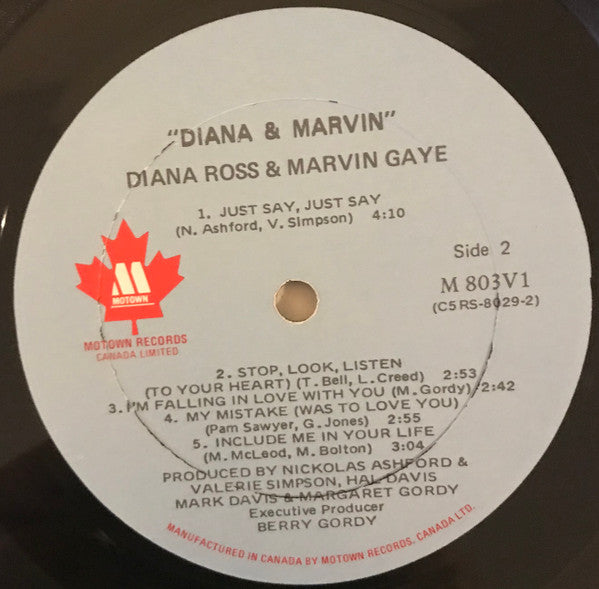 "DIANA & MARVIN"
DIANA ROSS & MARVIN GAYE
1. JUST SAY, JUST SAY
(N. Ashford, V. Simpson) 4:10
Side 2
M 803V1
(C5RS-8029-2)
M
MOTOWN
MOTOWN RECORDS
CANADA LIMITED
2. STOP, LOOK, LISTEN
(TO YOUR HEART) (T. Bell, L. Creed) 2:53
3. I'M FALLING IN LOVE WITH YOU (M. Gordy) 2:42
4. MY MISTAKE (WAS TO LOVE YOU)
(Pam Sawyer, G. Jones) 2:55
5. INCLUDE ME IN YOUR LIFE
(M. McLeod, M. Bolton) 3:04
PRODUCED BY NICKOLAS ASHFORD &
VALERIE SIMPSON, HAL DAVIS
MARK DAVIS & MARGARET GORDY
Executive Producer
BERRY GORDY
MANUFACTURED IN CANADA BY MOTOWN RECORDS, CANADA LTD.